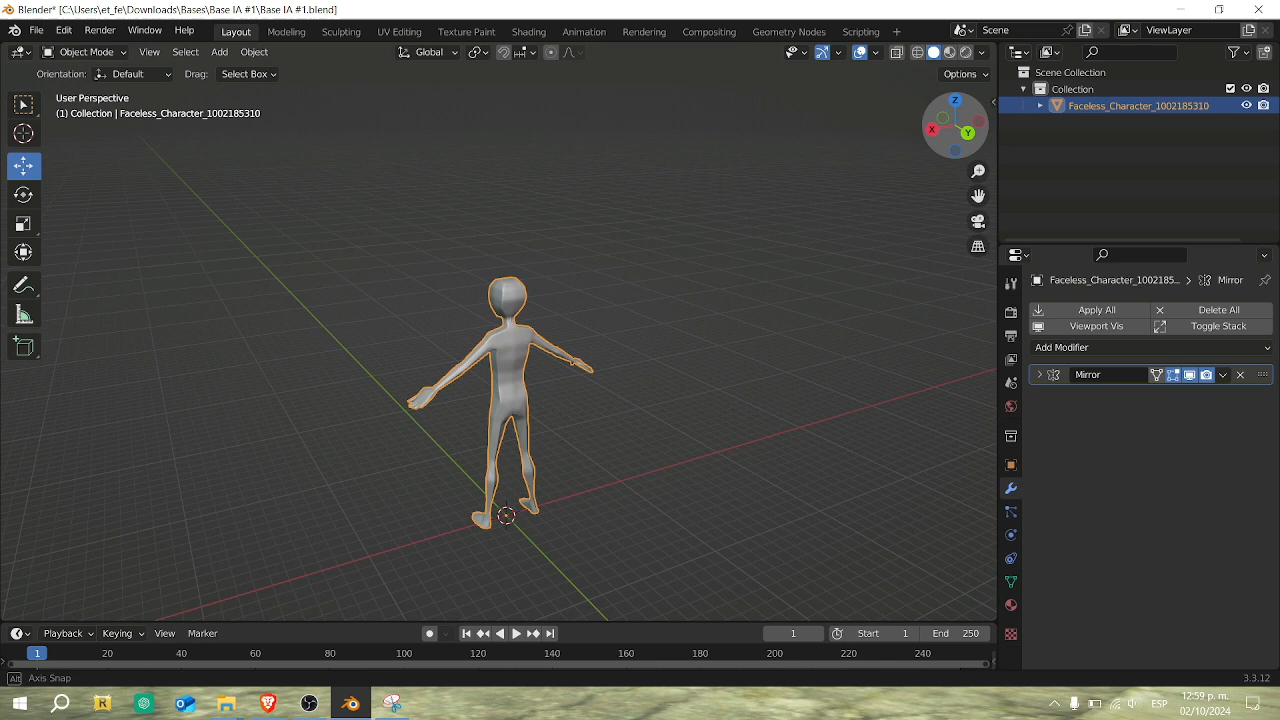 Blender* [C:\Users\et_fe\Downloads\Bases\Base IA #1\Base IA #1.blend]
File Edit Render Window Help Layout Modeling Sculpting UV Editing Texture Paint Shading Animation Rendering Compositing Geometry Nodes Scripting + Scene ViewLayer
Object Mode View Select Add Object Global
Orientation: Default Drag: Select Box Options
User Perspective
(1) Collection | Faceless_Character_1002185310
Z
X
Y
Scene Collection
Collection
Faceless_Character_1002185310
Faceless_Character_1002185... Mirror
Apply All Delete All
Viewport Vis Toggle Stack
Add Modifier
Mirror
Playback Keying View Marker 1 Start 1 End 250
1 20 40 60 80 100 120 140 160 180 200 220 240
Alt Axis Snap 3.3.12
R ESP 12:59 p. m.
02/10/2024